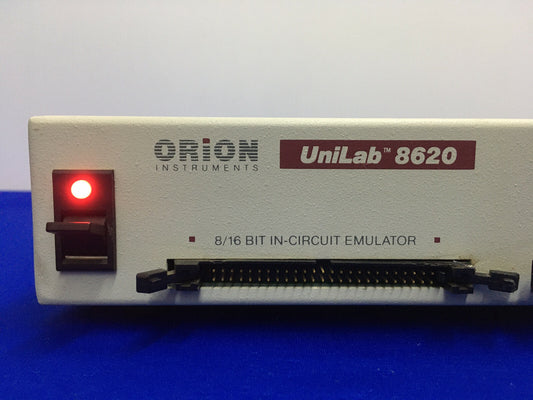 ORiON
INSTRUMENTS
UniLab™ 8620
8/16 BIT IN-CIRCUIT EMULATOR